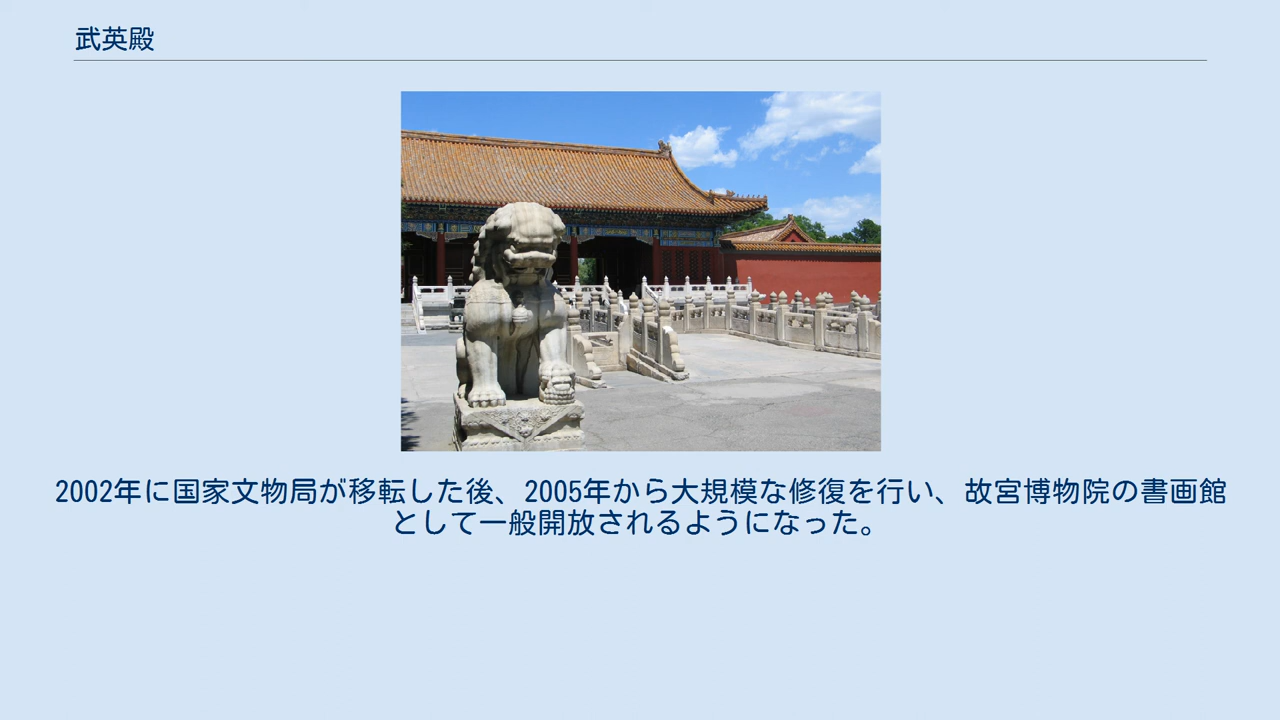 武英殿
2002年に国家文物局が移転した後、2005年から大規模な修復を行い、故宮博物院の書画館
として一般開放されるようになった。